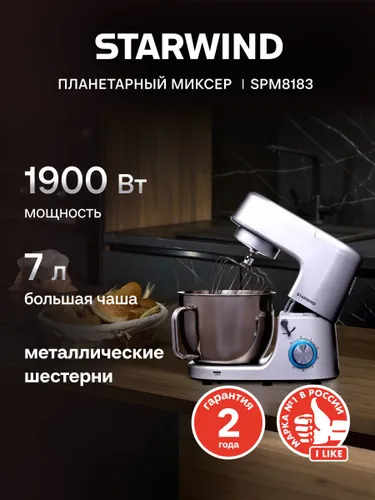 STARWIND
ПЛАНЕТАРНЫЙ МИКСЕР | SPM8183
1900 Вт
мощность
7 л
большая чаша
металлические
шестерни
STARWIND
гарантия
2
года
МАРКА №1 В РОССИИ
I LIKE